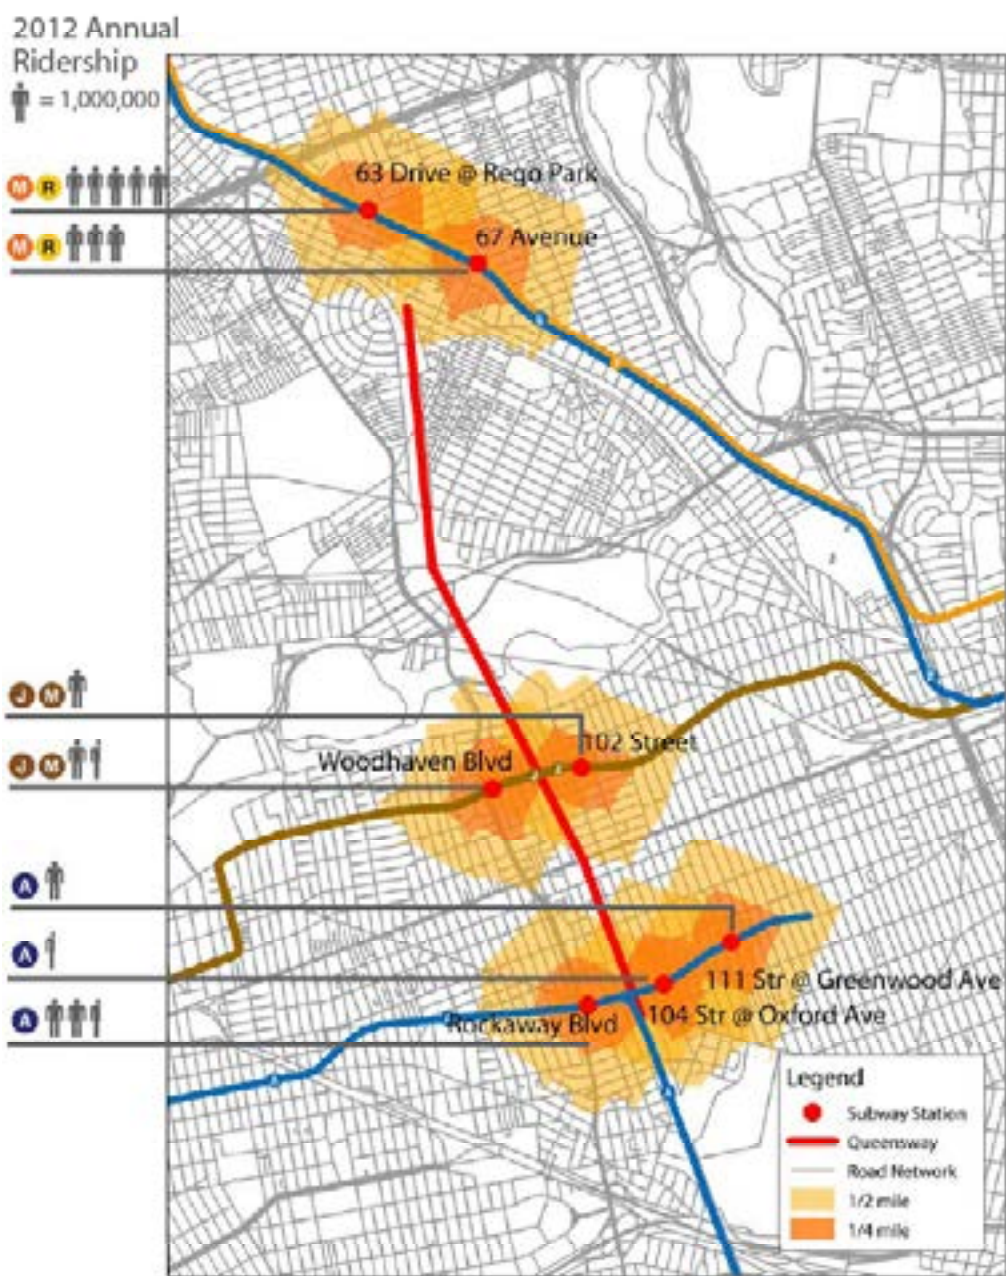 2012 Annual
Ridership
= 1,000,000
M R
63 Drive @ Rego Park
M R
67 Avenue
J M
102 Street
J M
Woodhaven Blvd
A
A
111 Str @ Greenwood Ave
A
Rockaway Blvd
104 Str @ Oxford Ave
Legend
Subway Station
Queensway
Road Network
1/2 mile
1/4 mile